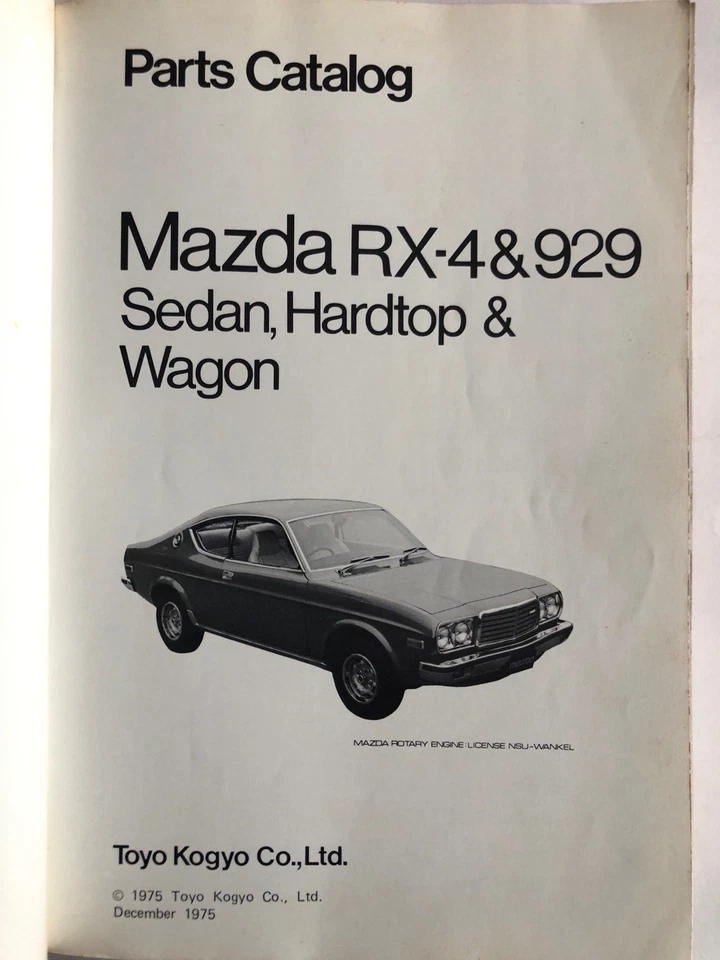 Parts Catalog
Mazda RX-4 & 929
Sedan, Hardtop &
Wagon
MAZDA ROTARY ENGINE: LICENSE NSU-WANKEL
Toyo Kogyo Co., Ltd.
© 1975 Toyo Kogyo Co., Ltd.
December 1975